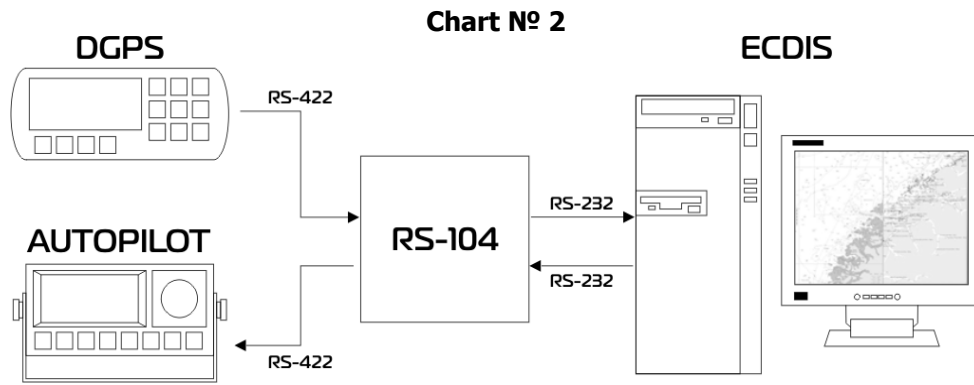 Chart № 2
DGPS
ECDIS
RS-422
RS-232
RS-104
AUTOPILOT
RS-232
RS-422